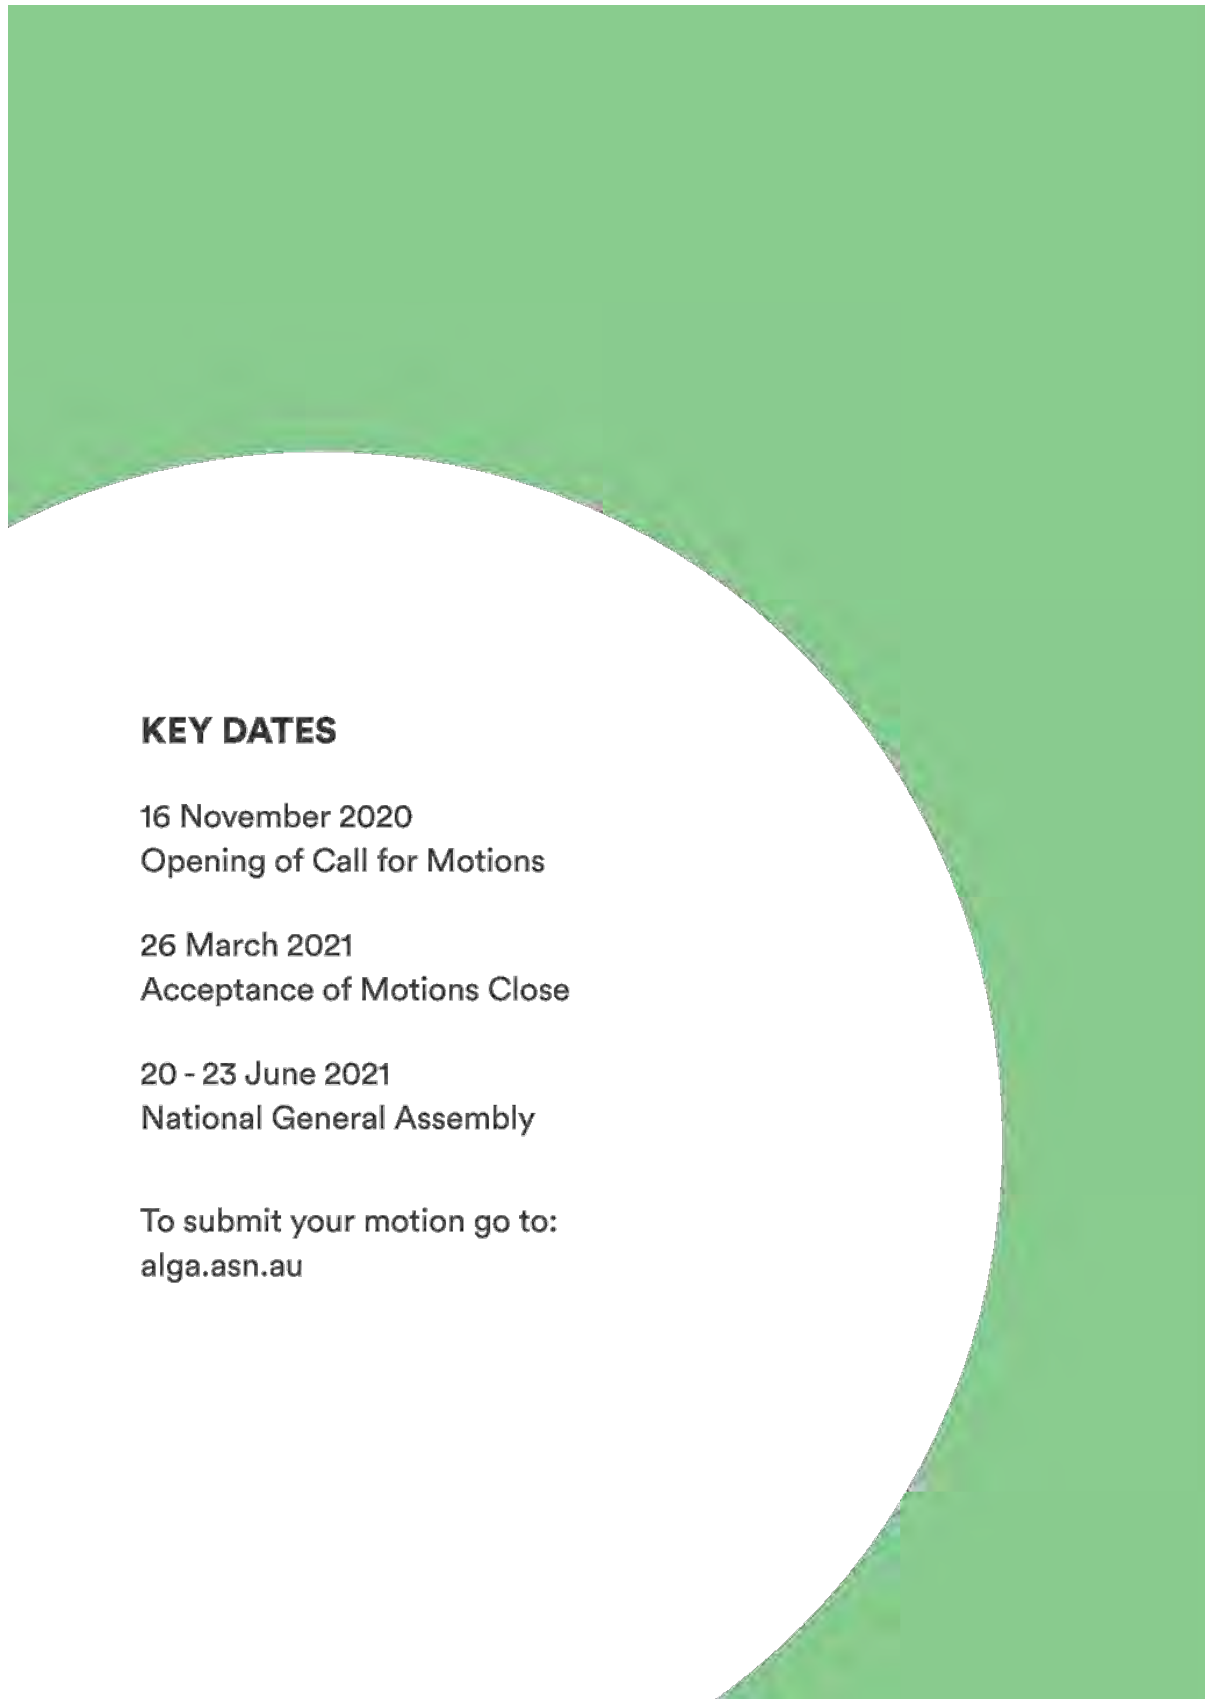 KEY DATES
16 November 2020
Opening of Call for Motions
26 March 2021
Acceptance of Motions Close
20 - 23 June 2021
National General Assembly
To submit your motion go to:
alga.asn.au